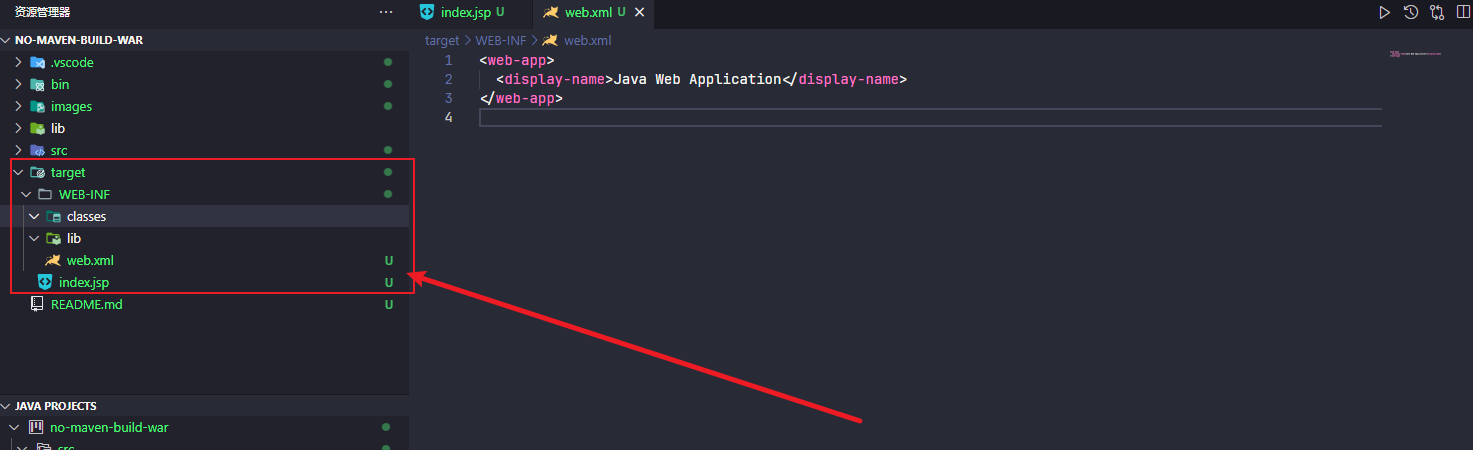 资源管理器 ···
index.jsp U
web.xml U
NO-MAVEN-BUILD-WAR
target > WEB-INF > web.xml
.vscode
bin
images
lib
src
target
WEB-INF
classes
lib
web.xml U
index.jsp U
README.md U
1 <web-app>
2 <display-name>Java Web Application</display-name>
3 </web-app>
4
JAVA PROJECTS
no-maven-build-war
src